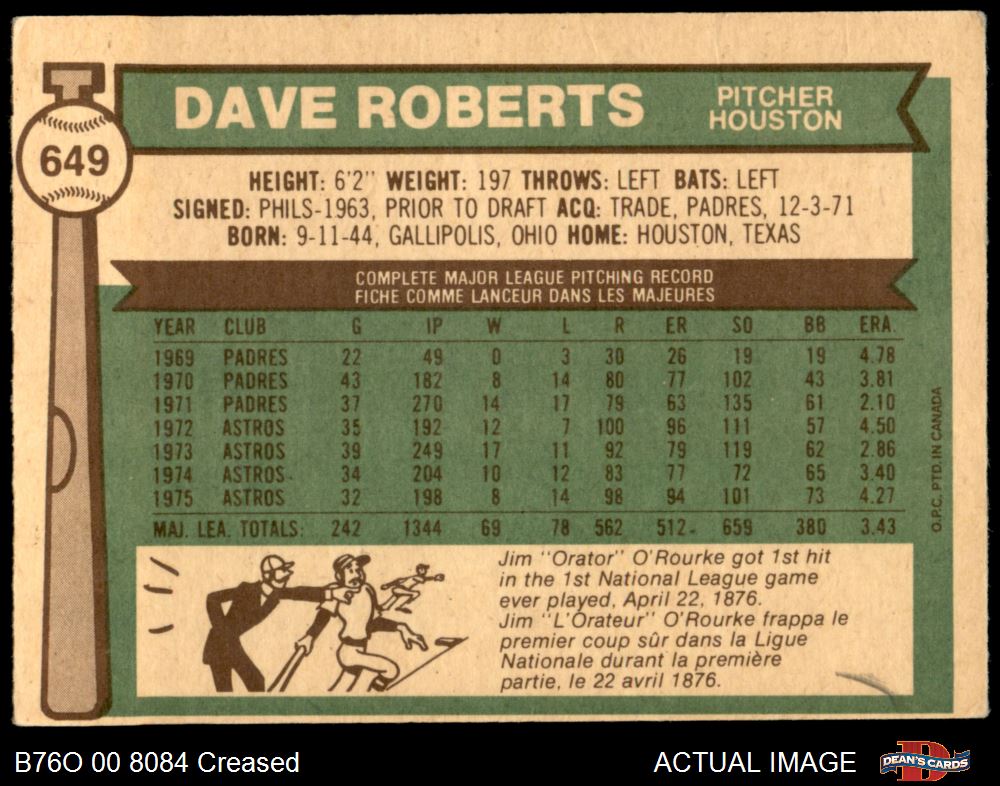 649
DAVE ROBERTS
PITCHER
HOUSTON
HEIGHT: 6'2" WEIGHT: 197 THROWS: LEFT BATS: LEFT
SIGNED: PHILS-1963, PRIOR TO DRAFT ACQ: TRADE, PADRES, 12-3-71
BORN: 9-11-44, GALLIPOLIS, OHIO HOME: HOUSTON, TEXAS
COMPLETE MAJOR LEAGUE PITCHING RECORD
FICHE COMME LANCEUR DANS LES MAJEURES
YEAR CLUB G IP W L R ER SO BB ERA.
1969 PADRES 22 49 0 3 30 26 19 19 4.78
1970 PADRES 43 182 8 14 80 77 102 43 3.81
1971 PADRES 37 270 14 17 79 63 135 61 2.10
1972 ASTROS 35 192 12 7 100 96 111 57 4.50
1973 ASTROS 39 249 17 11 92 79 119 62 2.86
1974 ASTROS 34 204 10 12 83 77 72 65 3.40
1975 ASTROS 32 198 8 14 98 94 101 73 4.27
MAJ. LEA. TOTALS: 242 1344 69 78 562 512 659 380 3.43
O.P.C. PTD. IN CANADA
Jim "Orator" O'Rourke got 1st hit
in the 1st National League game
ever played, April 22, 1876.
Jim "L'Orateur" O'Rourke frappa le
premier coup sûr dans la Ligue
Nationale durant la première
partie, le 22 avril 1876.
B76O 00 8084 Creased
ACTUAL IMAGE
D
DEAN'S CARDS